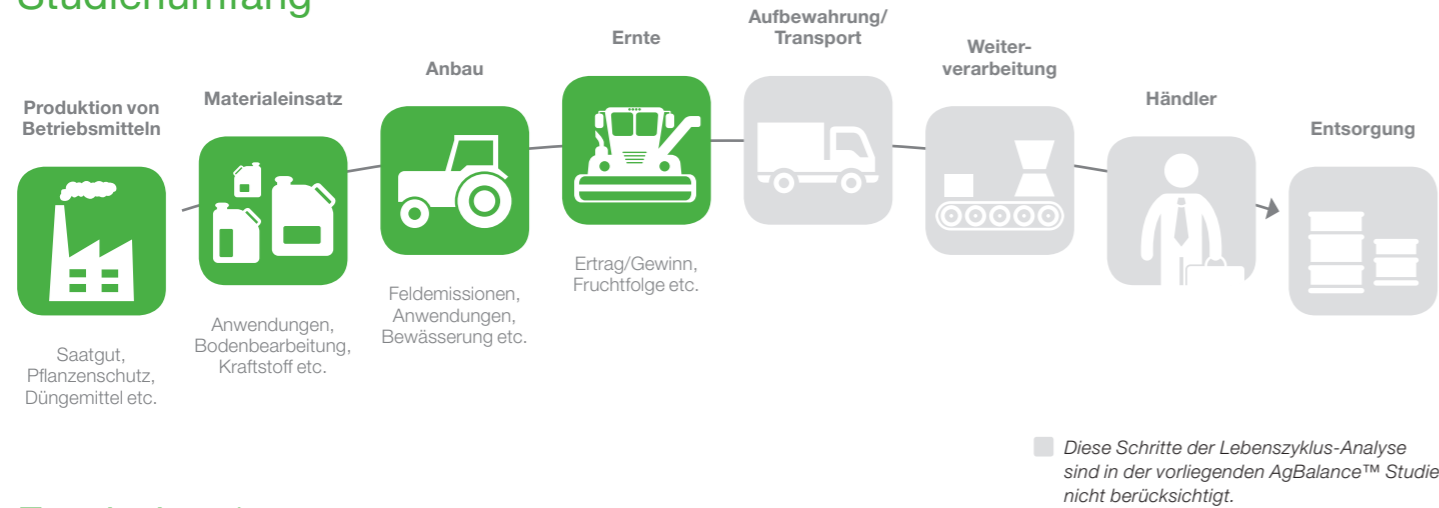 Studienumfang
Produktion von
Betriebsmitteln
Saatgut,
Pflanzenschutz,
Düngemittel etc.
Materialeinsatz
Anwendungen,
Bodenbearbeitung,
Kraftstoff etc.
Anbau
Feldemissionen,
Anwendungen,
Bewässerung etc.
Ernte
Ertrag/Gewinn,
Fruchtfolge etc.
Aufbewahrung/
Transport
Weiter-
verarbeitung
Händler
Entsorgung
Diese Schritte der Lebenszyklus-Analyse
sind in der vorliegenden AgBalance™ Studie
nicht berücksichtigt.